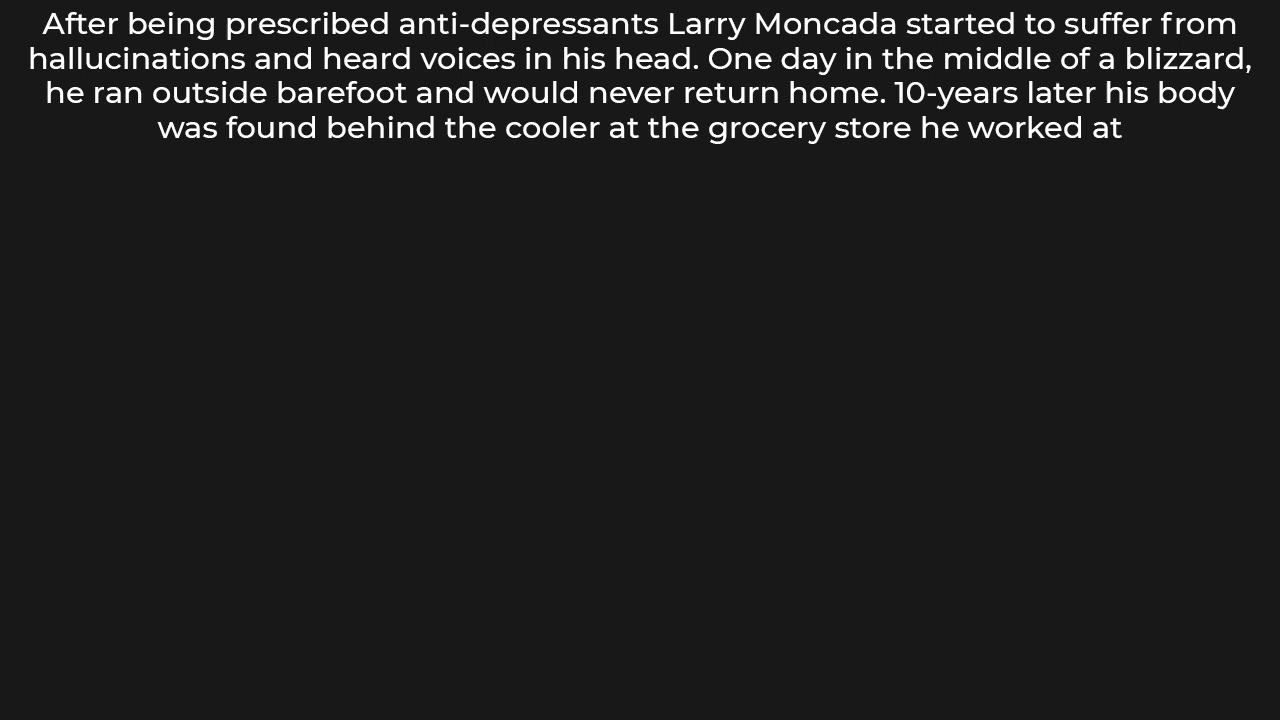 After being prescribed anti-depressants Larry Moncada started to suffer from
hallucinations and heard voices in his head. One day in the middle of a blizzard,
he ran outside barefoot and would never return home. 10-years later his body
was found behind the cooler at the grocery store he worked at